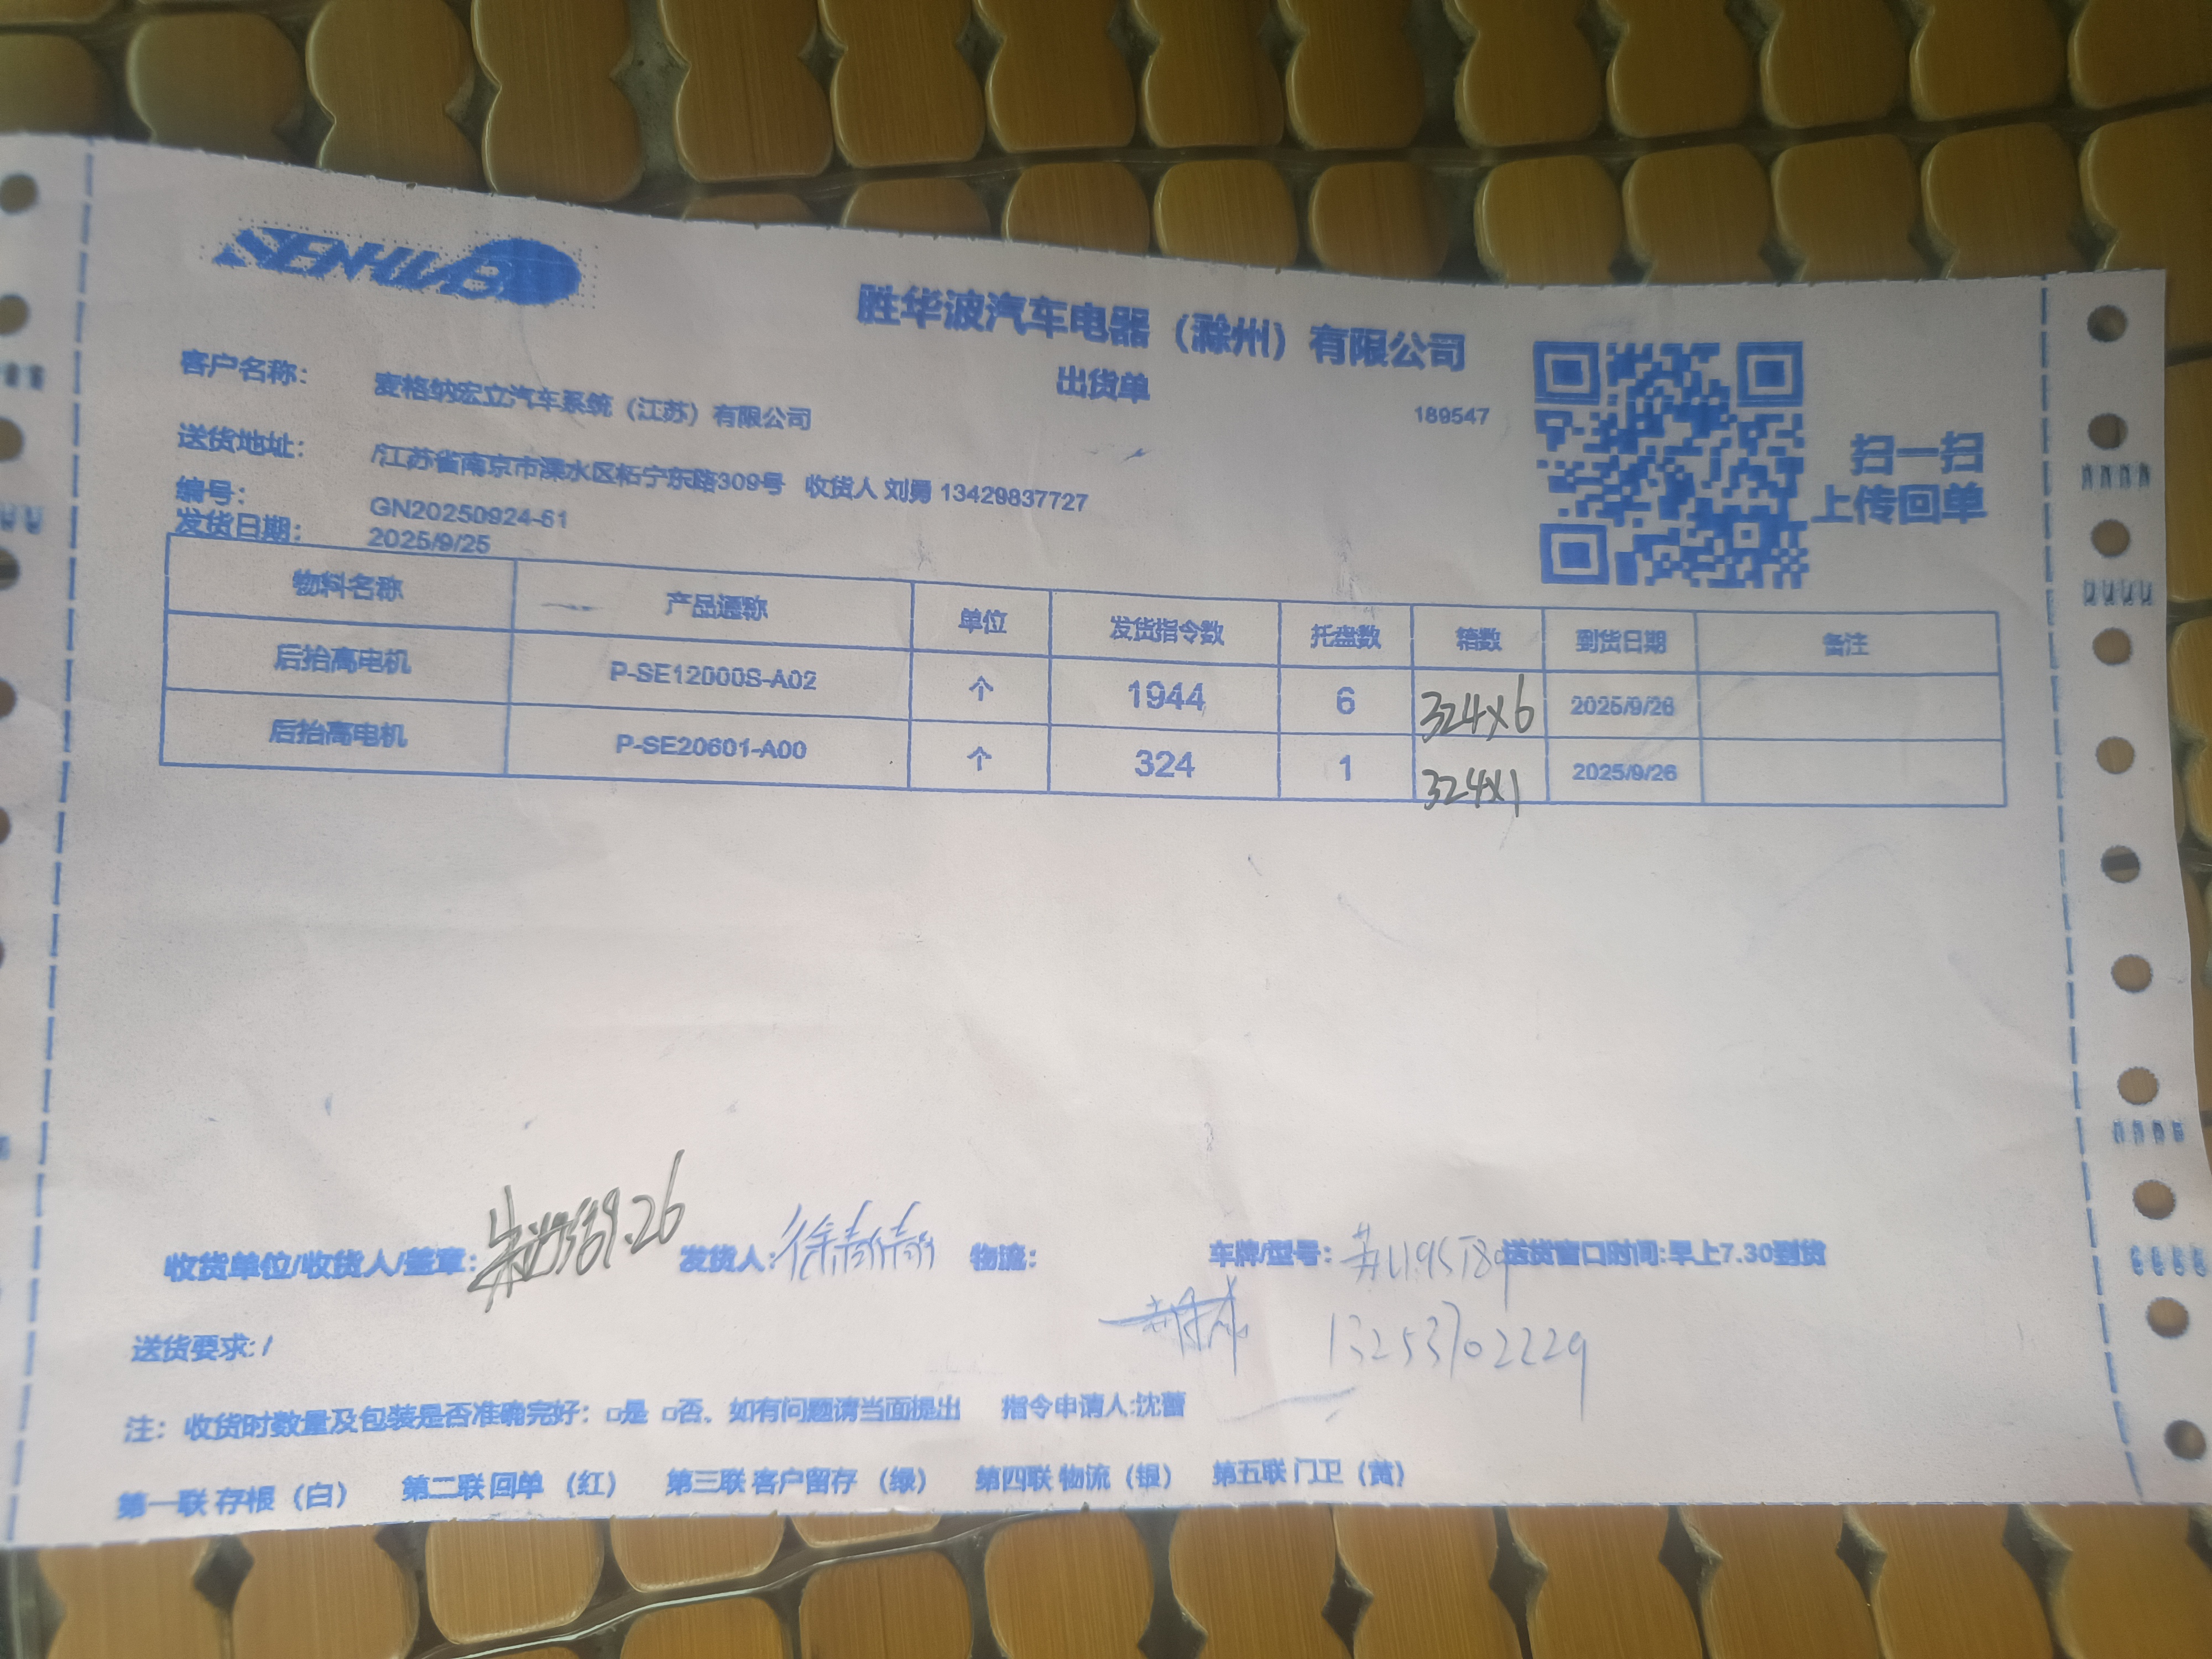 SENHWB
胜华波汽车电器（滁州）有限公司
出货单
189547
扫一扫
上传回单
客户名称： 麦格纳宏立汽车系统（江苏）有限公司
送货地址： /江苏省南京市溧水区柘宁东路309号 收货人 刘勇 13429837727
编号： GN20250924-61
发货日期： 2025/9/25
物料名称 产品通称 单位 发货指令数 托盘数 箱数 到货日期 备注
后抬高电机 P-SE12000S-A02 个 1944 6 324×6 2025/9/26
后抬高电机 P-SE20601-A00 个 324 1 324×1 2025/9/26
收货单位/收货人/签章： 9.26 发货人： 徐 物流： 车牌/型号： 送货窗口时间:早上7.30到货
13253702229
送货要求: /
注： 收货时数量及包装是否准确完好：□是 □否．如有问题请当面提出 指令申请人:沈蕾
第一联 存根（白） 第二联 回单（红） 第三联 客户留存（绿） 第四联 物流（银） 第五联 门卫（黄）